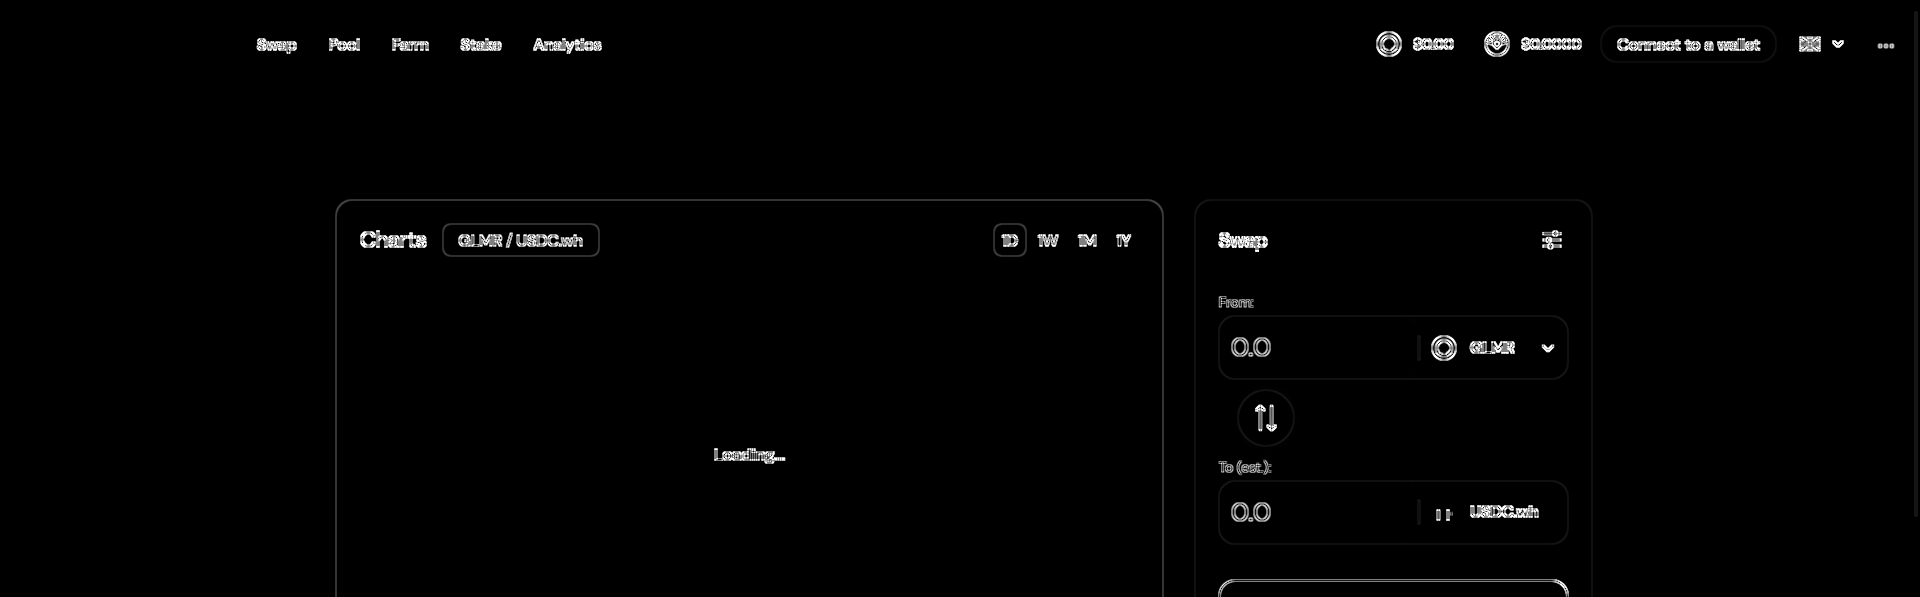 Swap Pool Farm Stake Analytics $0.00 $0.0000 Connect to a wallet
Charts GLMR / USDC.wh 1D 1W 1M 1Y
Swap
From:
0.0 GLMR
Loading...
To (est.):
0.0 USDC.wh